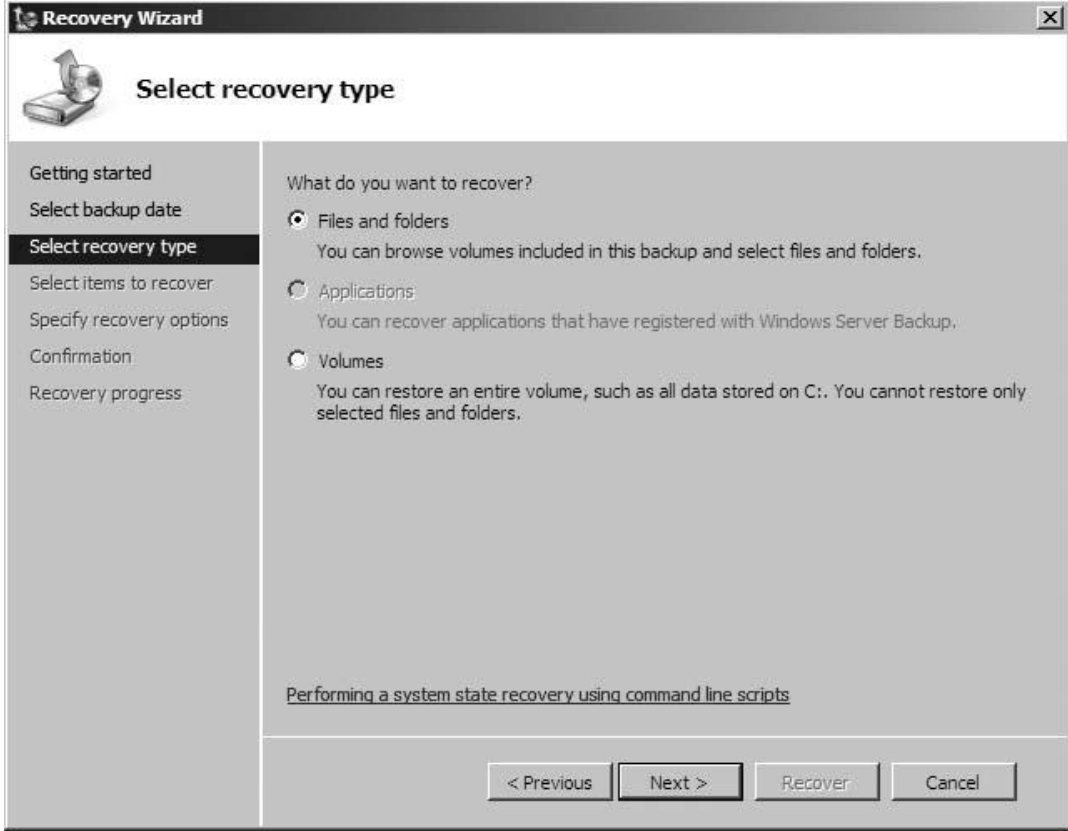 Recovery Wizard
Select recovery type
Getting started
Select backup date
Select recovery type
Select items to recover
Specify recovery options
Confirmation
Recovery progress
What do you want to recover?
Files and folders
You can browse volumes included in this backup and select files and folders.
Applications
You can recover applications that have registered with Windows Server Backup.
Volumes
You can restore an entire volume, such as all data stored on C:. You cannot restore only
selected files and folders.
Performing a system state recovery using command line scripts
< Previous
Next >
Recover
Cancel